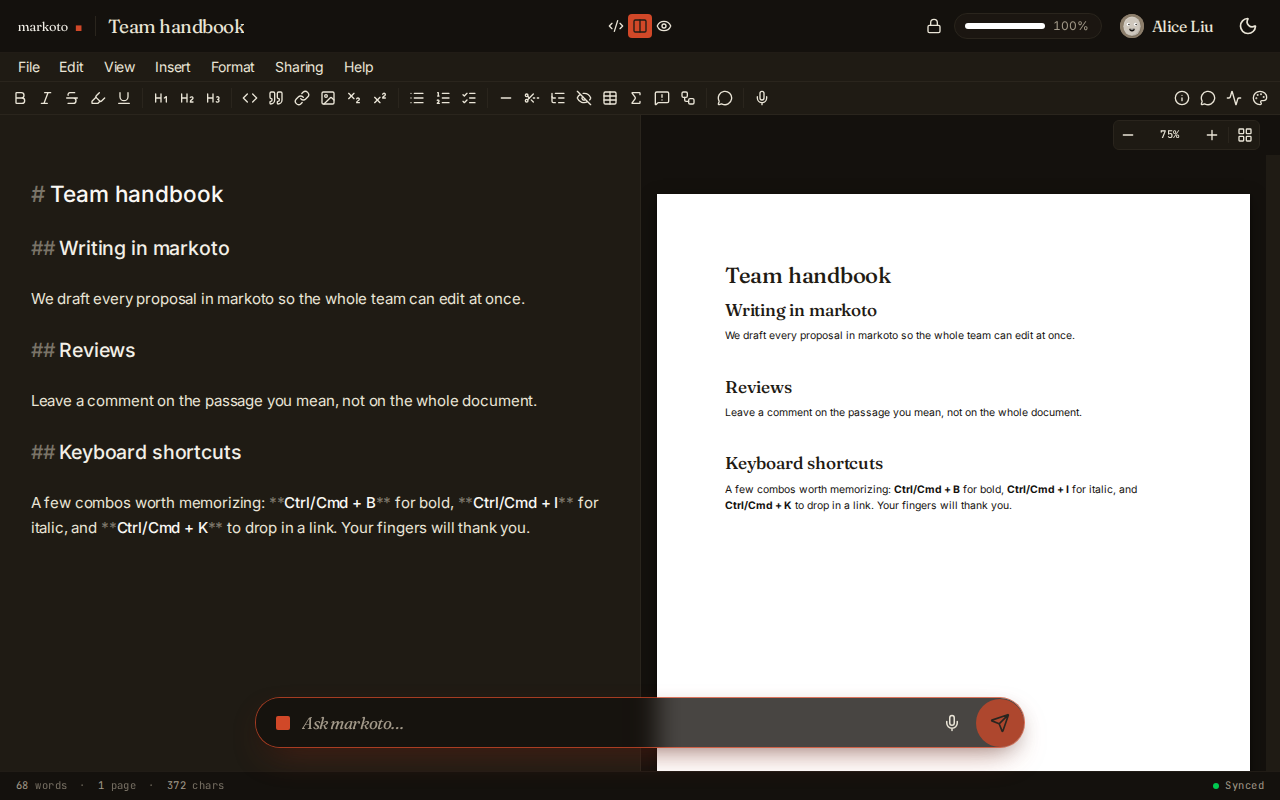 markoto
Team handbook
100%
Alice Liu
File Edit View Insert Format Sharing Help
H1 H2 H3
75%
# Team handbook
## Writing in markoto
We draft every proposal in markoto so the whole team can edit at once.
## Reviews
Leave a comment on the passage you mean, not on the whole document.
## Keyboard shortcuts
A few combos worth memorizing: **Ctrl/Cmd + B** for bold, **Ctrl/Cmd + I** for
italic, and **Ctrl/Cmd + K** to drop in a link. Your fingers will thank you.
Team handbook
Writing in markoto
We draft every proposal in markoto so the whole team can edit at once.
Reviews
Leave a comment on the passage you mean, not on the whole document.
Keyboard shortcuts
A few combos worth memorizing: Ctrl/Cmd + B for bold, Ctrl/Cmd + I for italic, and
Ctrl/Cmd + K to drop in a link. Your fingers will thank you.
Ask markoto...
68 words · 1 page · 372 chars
Synced